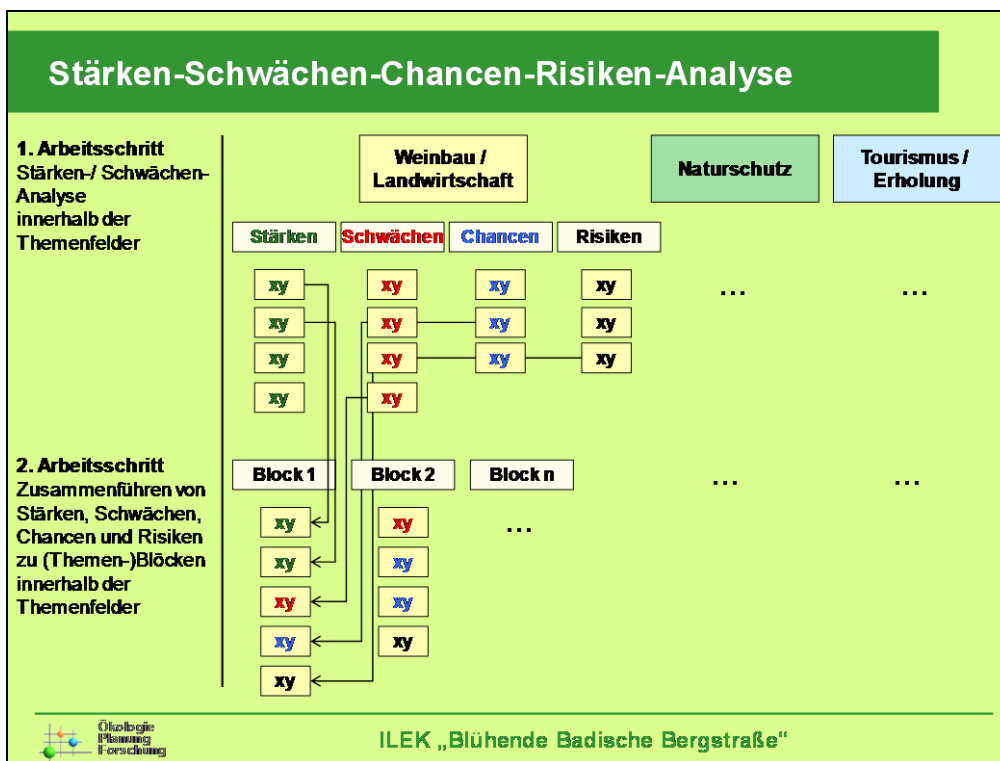 Stärken-Schwächen-Chancen-Risiken-Analyse
1. Arbeitsschritt
Stärken-/ Schwächen-
Analyse
innerhalb der
Themenfelder
Weinbau /
Landwirtschaft
Naturschutz
Tourismus /
Erholung
Stärken Schwächen Chancen Risiken
xy xy xy xy ... ...
xy xy xy xy
xy xy xy xy
xy xy
2. Arbeitsschritt
Zusammenführen von
Stärken, Schwächen,
Chancen und Risiken
zu (Themen-)Blöcken
innerhalb der
Themenfelder
Block 1 Block 2 Block n ... ...
xy xy ...
xy xy
xy xy
xy xy
xy
Ökologie
Planung
Forschung
ILEK „Blühende Badische Bergstraße“